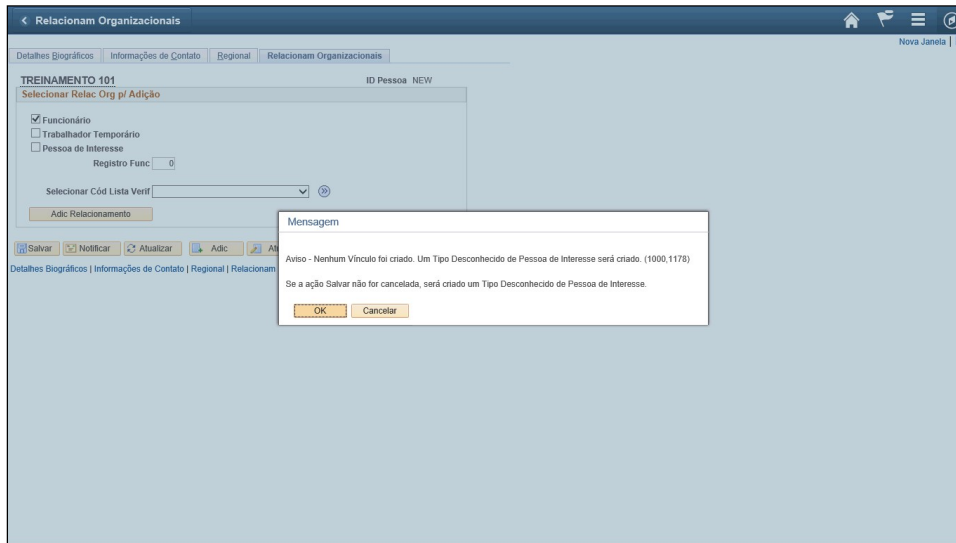 Relacionam Organizacionais
Nova Janela |
Detalhes Biográficos Informações de Contato Regional Relacionam Organizacionais
TREINAMENTO 101 ID Pessoa NEW
Selecionar Relac Org p/ Adição
Funcionário
Trabalhador Temporário
Pessoa de Interesse
Registro Func 0
Selecionar Cód Lista Verif
Adic Relacionamento
Mensagem
Salvar Notificar Atualizar Adic
Aviso - Nenhum Vínculo foi criado. Um Tipo Desconhecido de Pessoa de Interesse será criado. (1000,1178)
Detalhes Biográficos | Informações de Contato | Regional | Relacionam
Se a ação Salvar não for cancelada, será criado um Tipo Desconhecido de Pessoa de Interesse.
OK Cancelar